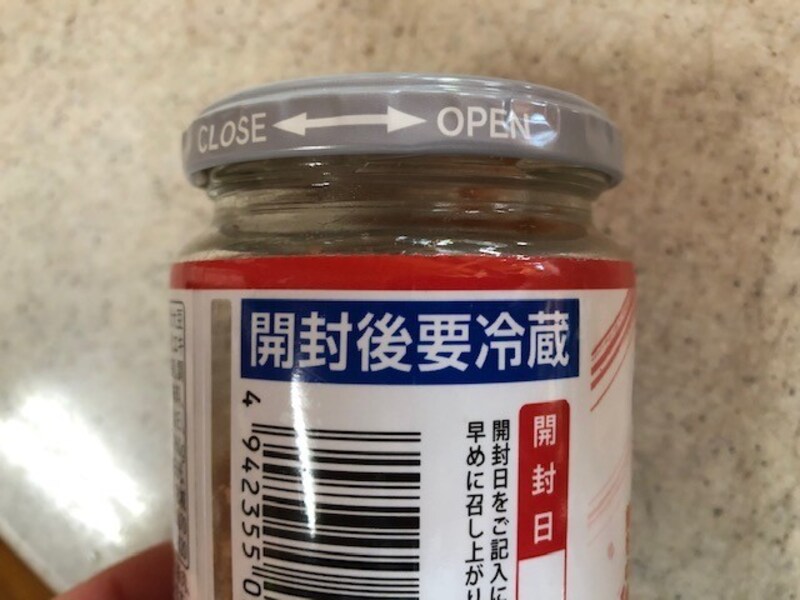 CLOSE ⟷ OPEN
開封後要冷蔵
4 942355 0
開封日
開封日をご記入に
早めに召し上がり